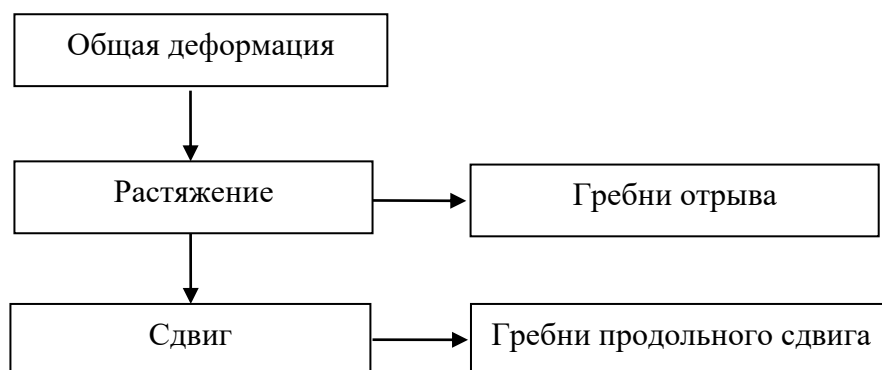 Общая деформация
Растяжение
Гребни отрыва
Сдвиг
Гребни продольного сдвига